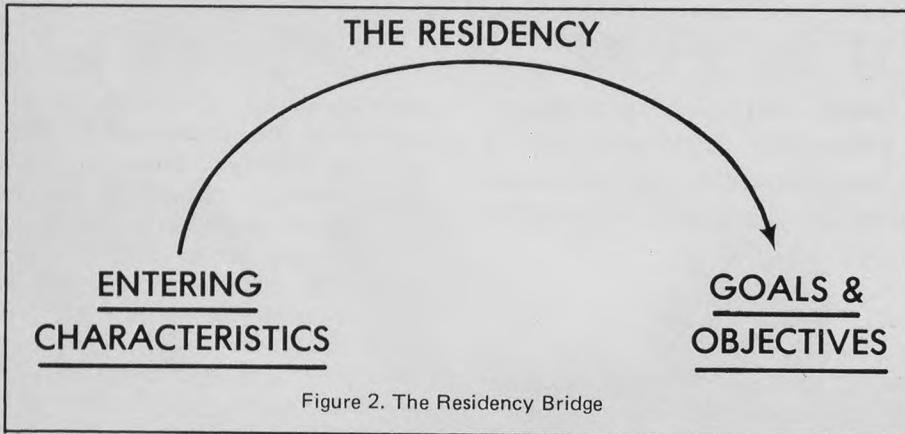 THE RESIDENCY
ENTERING
CHARACTERISTICS
GOALS &
OBJECTIVES
Figure 2. The Residency Bridge